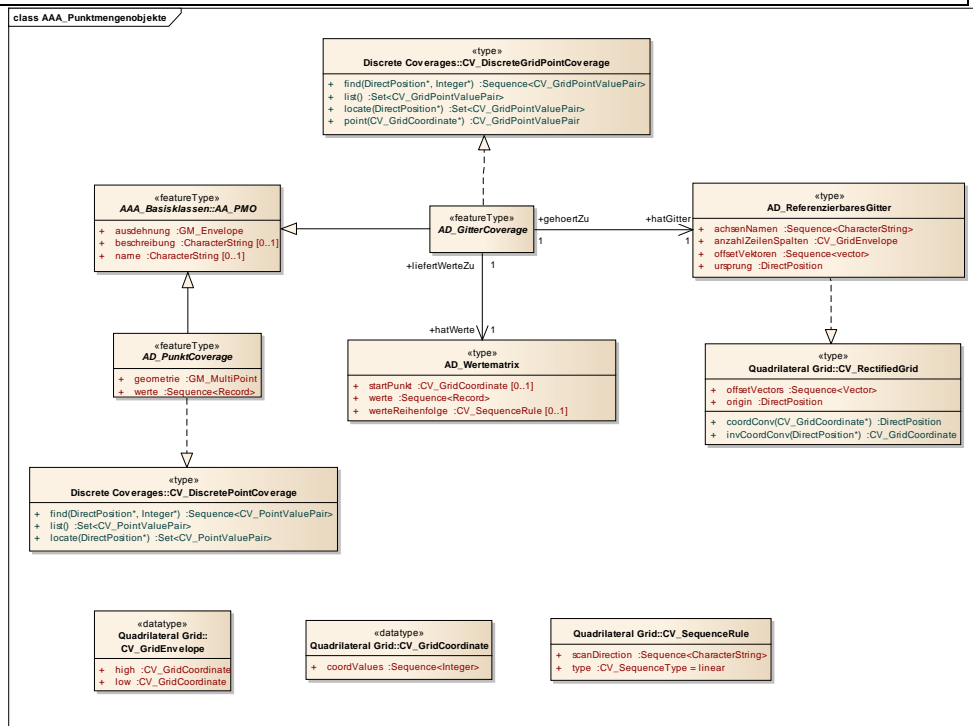 class AAA_Punktmengenobjekte
«type»
Discrete Coverages::CV_DiscreteGridPointCoverage
+ find(DirectPosition*, Integer*) :Sequence<CV_GridPointValuePair>
+ list() :Set<CV_GridPointValuePair>
+ locate(DirectPosition*) :Set<CV_GridPointValuePair>
+ point(CV_GridCoordinate*) :CV_GridPointValuePair
«featureType»
AAA_Basisklassen::AA_PMO
+ ausdehnung :GM_Envelope
+ beschreibung :CharacterString [0..1]
+ name :CharacterString [0..1]
«featureType»
AD_GitterCoverage
+gehoertZu
1
+hatGitter
1
«type»
AD_ReferenzierbaresGitter
+ achsenNamen :Sequence<CharacterString>
+ anzahlZeilenSpalten :CV_GridEnvelope
+ offsetVektoren :Sequence<vector>
+ ursprung :DirectPosition
+liefertWerteZu
1
+hatWerte
1
«featureType»
AD_PunktCoverage
+ geometrie :GM_MultiPoint
+ werte :Sequence<Record>
«type»
AD_Wertematrix
+ startPunkt :CV_GridCoordinate [0..1]
+ werte :Sequence<Record>
+ werteReihenfolge :CV_SequenceRule [0..1]
«type»
Quadrilateral Grid::CV_RectifiedGrid
+ offsetVectors :Sequence<Vector>
+ origin :DirectPosition
+ coordConv(CV_GridCoordinate*) :DirectPosition
+ invCoordConv(DirectPosition*) :CV_GridCoordinate
«type»
Discrete Coverages::CV_DiscretePointCoverage
+ find(DirectPosition*, Integer*) :Sequence<CV_PointValuePair>
+ list() :Set<CV_PointValuePair>
+ locate(DirectPosition*) :Set<CV_PointValuePair>
«datatype»
Quadrilateral Grid::
CV_GridEnvelope
+ high :CV_GridCoordinate
+ low :CV_GridCoordinate
«datatype»
Quadrilateral Grid::CV_GridCoordinate
+ coordValues :Sequence<Integer>
Quadrilateral Grid::CV_SequenceRule
+ scanDirection :Sequence<CharacterString>
+ type :CV_SequenceType = linear